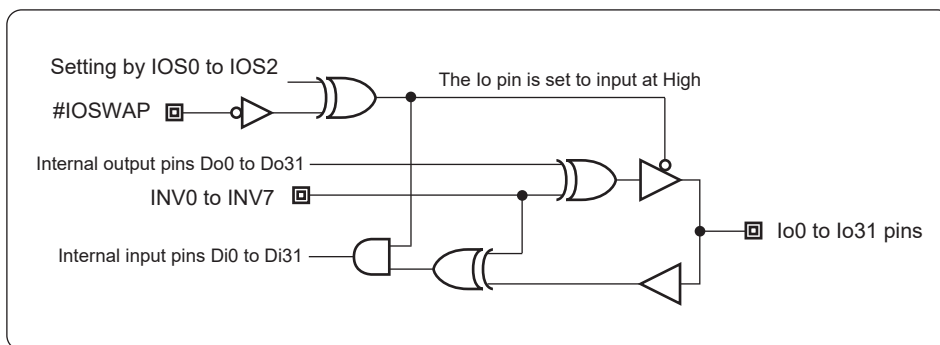 Setting by IOS0 to IOS2
The Io pin is set to input at High
#IOSWAP
Internal output pins Do0 to Do31
INV0 to INV7
Io0 to Io31 pins
Internal input pins Di0 to Di31